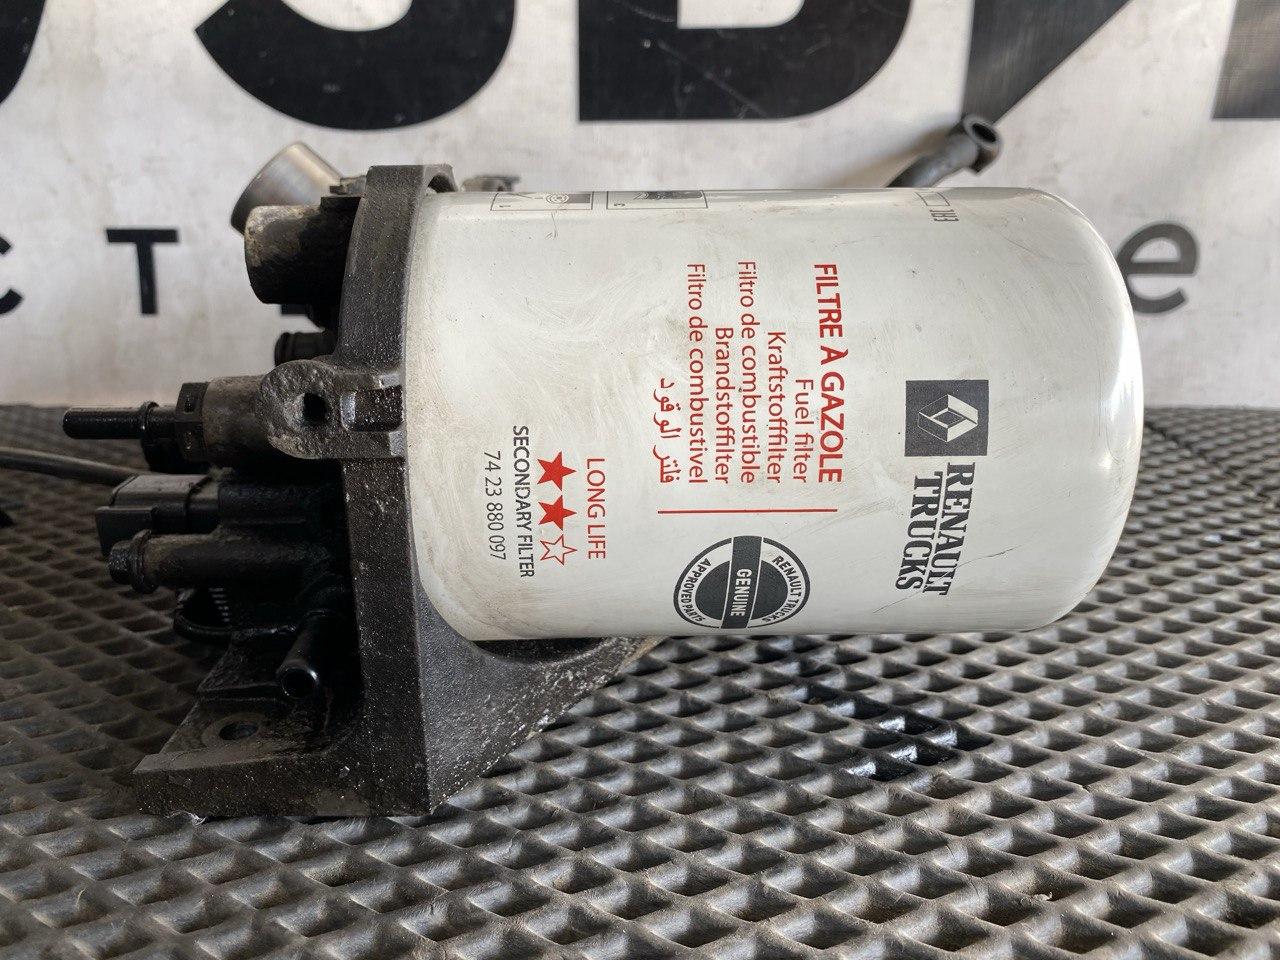 RENAULT
TRUCKS
FILTRE À GAZOLE
Fuel filter
Kraftstofffilter
Filtro de combustible
Brandstoffilter
Filtro de combustivel
فلتر الوقود
RENAULT TRUCKS
GENUINE
APPROVED PARTS
LONG LIFE
SECONDARY FILTER
74 23 880 097